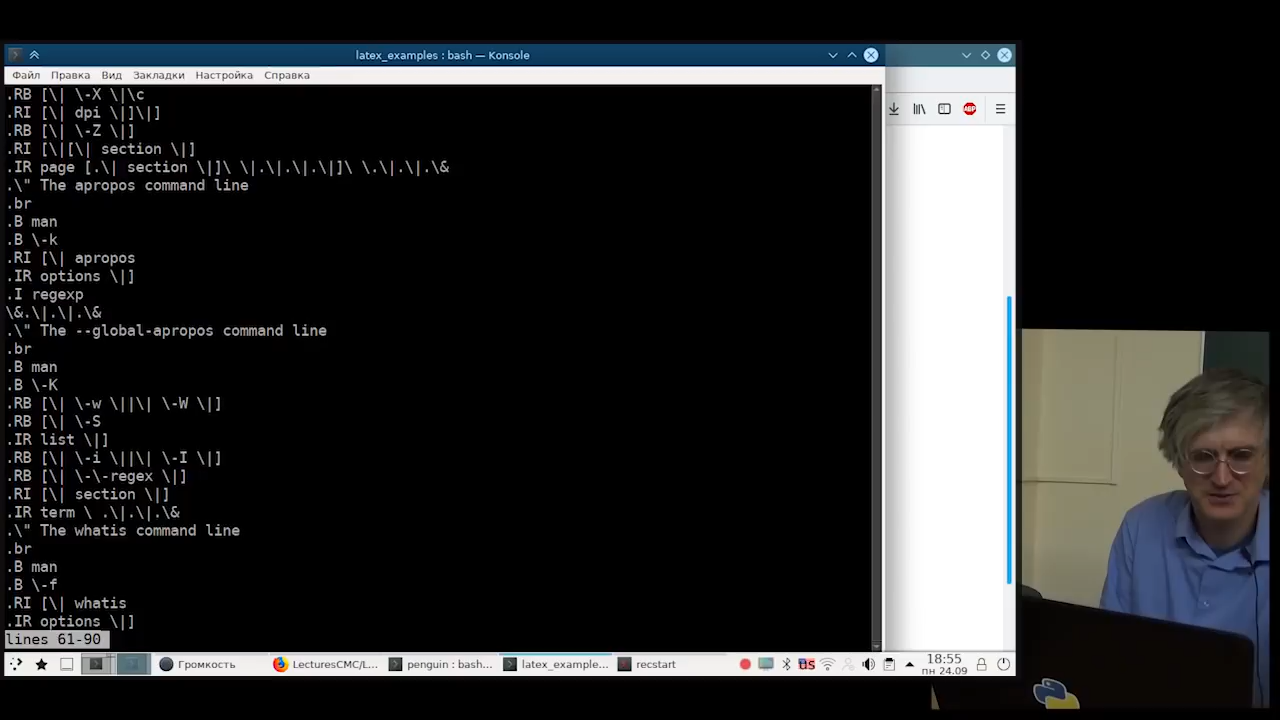 latex_examples : bash — Konsole
Файл Правка Вид Закладки Настройка Справка
.RB [\| \-X \|\c
.RI [\| dpi \|]\|]
.RB [\| \-Z \|]
.RI [\|[\| section \|]
.IR page [.\| section \|]\ \|.\|.\|.\|]\ \.\|.\|.\&
.\" The apropos command line
.br
.B man
.B \-k
.RI [\| apropos
.IR options \|]
.I regexp
\&.\|.\|.\&
.\" The --global-apropos command line
.br
.B man
.B \-K
.RB [\| \-w \||\| \-W \|]
.RB [\| \-S
.IR list \|]
.RB [\| \-i \||\| \-I \|]
.RB [\| \-\-regex \|]
.RI [\| section \|]
.IR term \ .\|.\|.\&
.\" The whatis command line
.br
.B man
.B \-f
.RI [\| whatis
.IR options \|]
lines 61-90
ABP
Громкость LecturesCMC/L... penguin : bash... latex_example... recstart US 18:55
пн 24.09